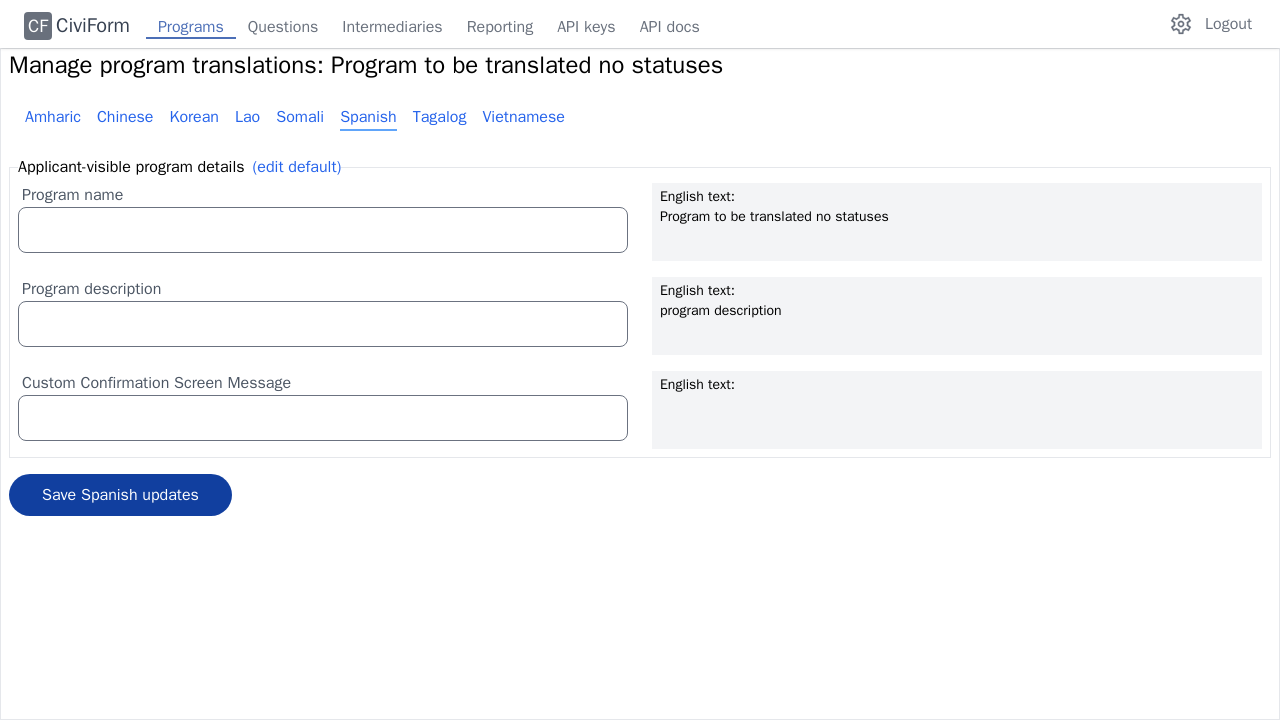 CF CiviForm Programs Questions Intermediaries Reporting API keys API docs Logout
Manage program translations: Program to be translated no statuses
Amharic Chinese Korean Lao Somali Spanish Tagalog Vietnamese
Applicant-visible program details (edit default)
Program name
English text:
Program to be translated no statuses
Program description
English text:
program description
Custom Confirmation Screen Message
English text:
Save Spanish updates